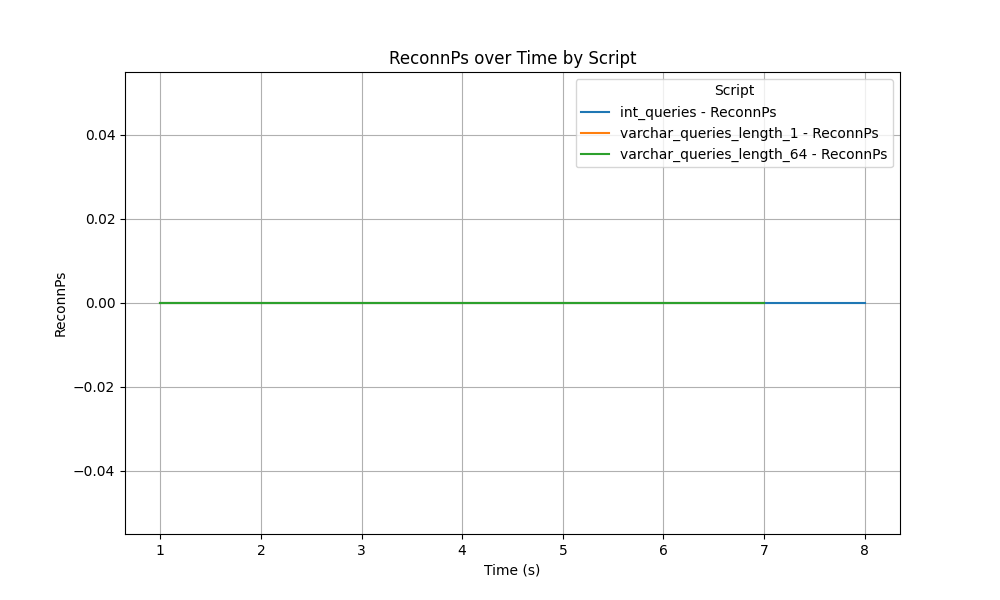 ReconnPs over Time by Script
Script
int_queries - ReconnPs
varchar_queries_length_1 - ReconnPs
varchar_queries_length_64 - ReconnPs
ReconnPs
0.04
0.02
0.00
−0.02
−0.04
1 2 3 4 5 6 7 8
Time (s)